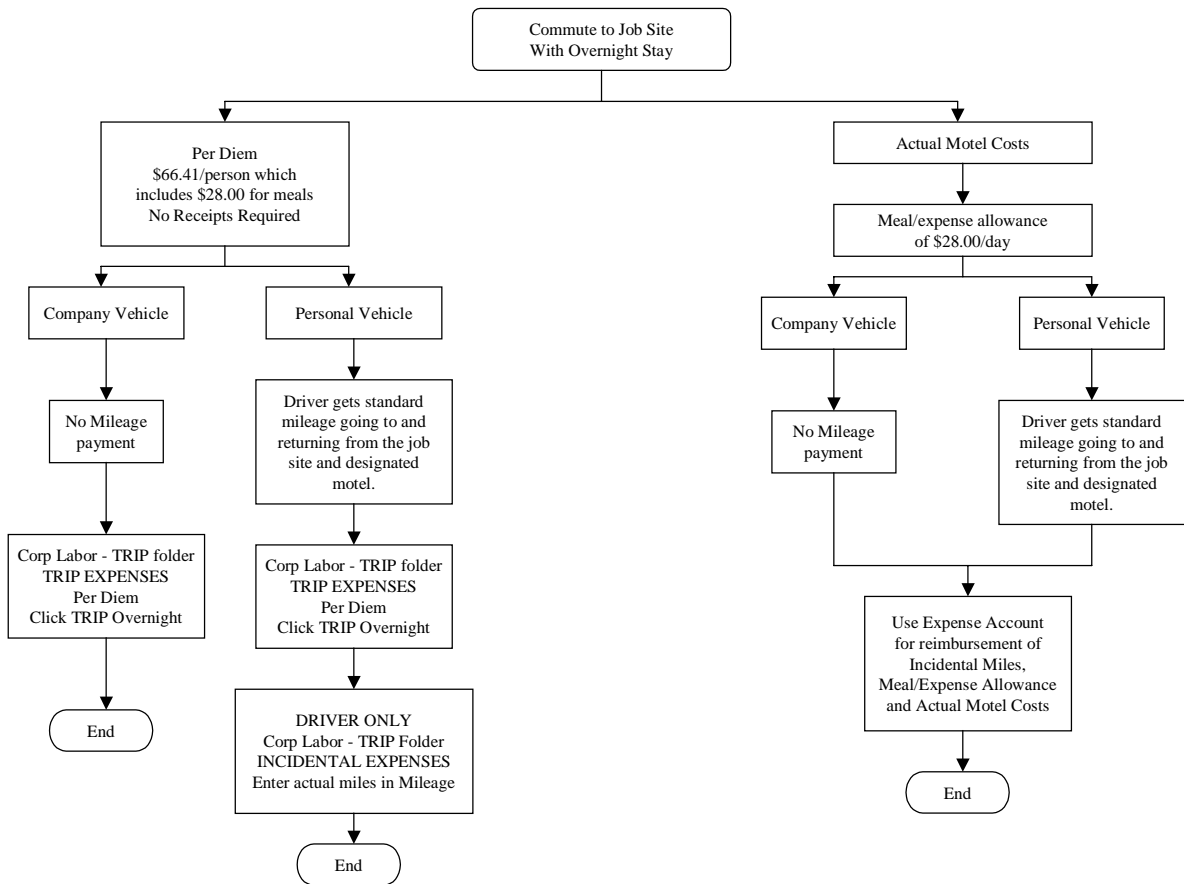 Commute to Job Site
With Overnight Stay
Per Diem
$66.41/person which
includes $28.00 for meals
No Receipts Required
Actual Motel Costs
Meal/expense allowance
of $28.00/day
Company Vehicle
Personal Vehicle
Company Vehicle
Personal Vehicle
No Mileage
payment
Driver gets standard
mileage going to and
returning from the job
site and designated
motel.
No Mileage
payment
Driver gets standard
mileage going to and
returning from the job
site and designated
motel.
Corp Labor - TRIP folder
TRIP EXPENSES
Per Diem
Click TRIP Overnight
Corp Labor - TRIP folder
TRIP EXPENSES
Per Diem
Click TRIP Overnight
Use Expense Account
for reimbursement of
Incidental Miles,
Meal/Expense Allowance
and Actual Motel Costs
End
DRIVER ONLY
Corp Labor - TRIP Folder
INCIDENTAL EXPENSES
Enter actual miles in Mileage
End
End